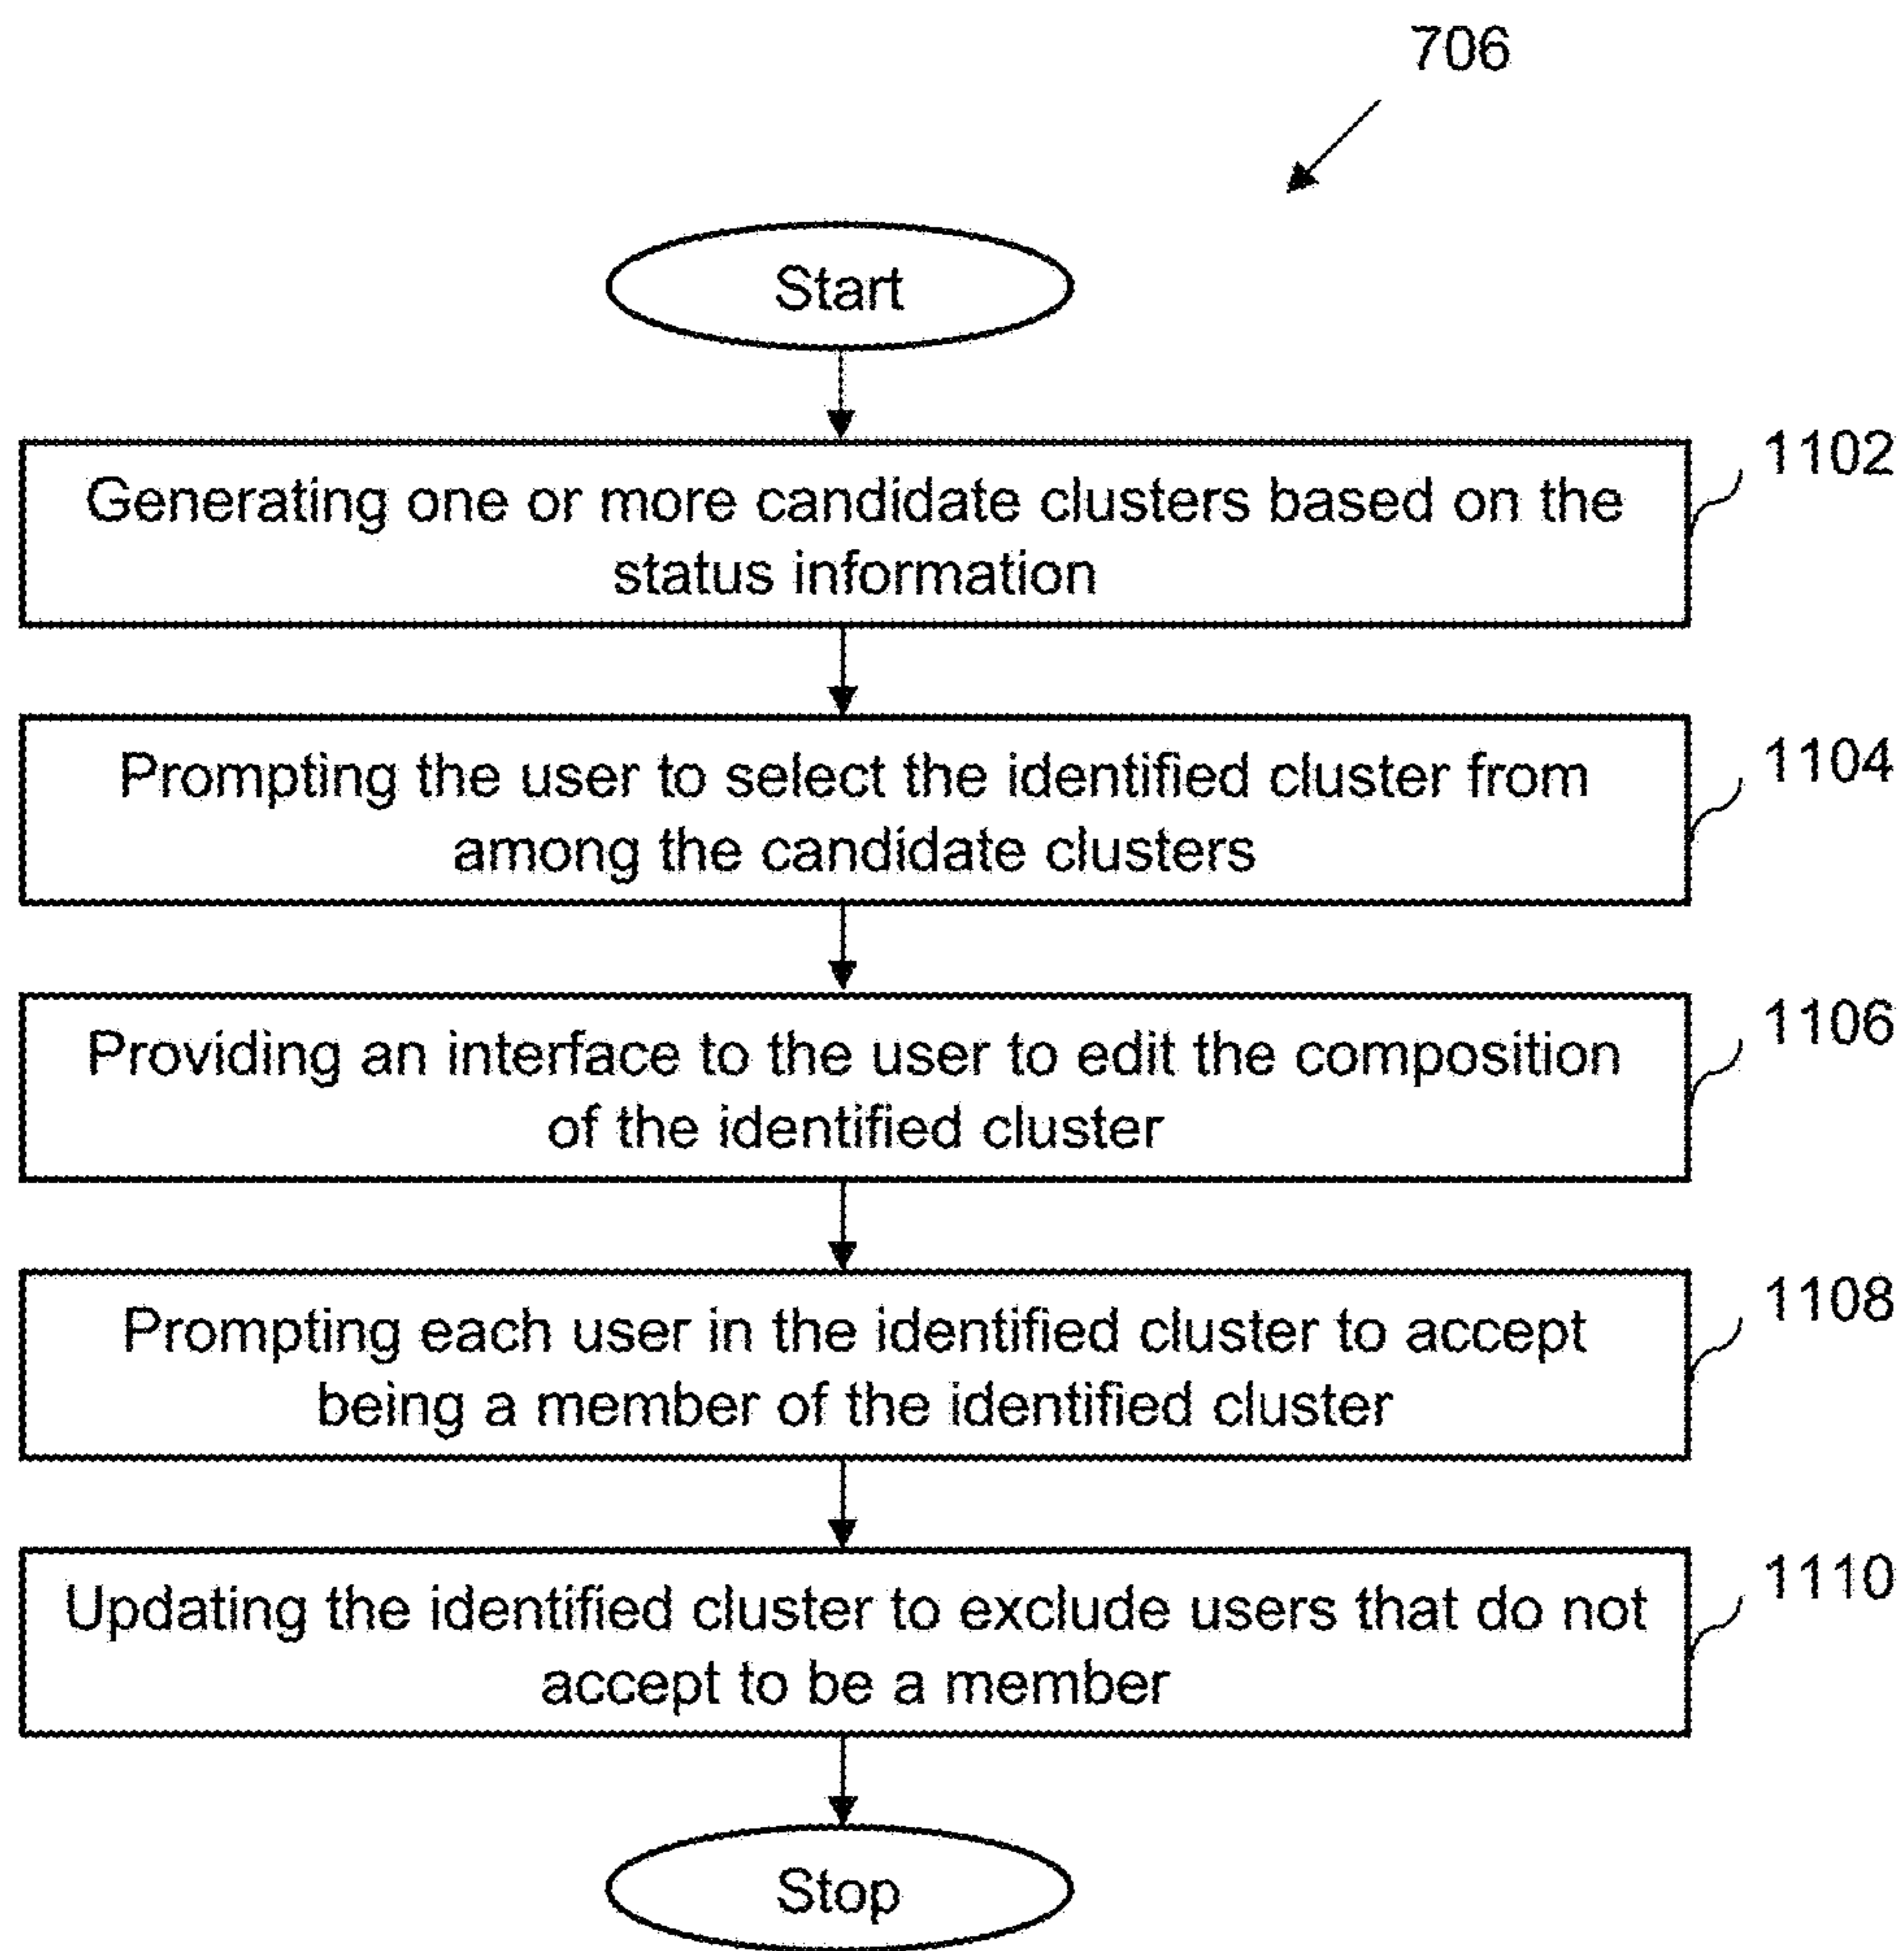 706
Start
Generating one or more candidate clusters based on the
status information
1102
Prompting the user to select the identified cluster from
among the candidate clusters
1104
Providing an interface to the user to edit the composition
of the identified cluster
1106
Prompting each user in the identified cluster to accept
being a member of the identified cluster
1108
Updating the identified cluster to exclude users that do not
accept to be a member
1110
Stop